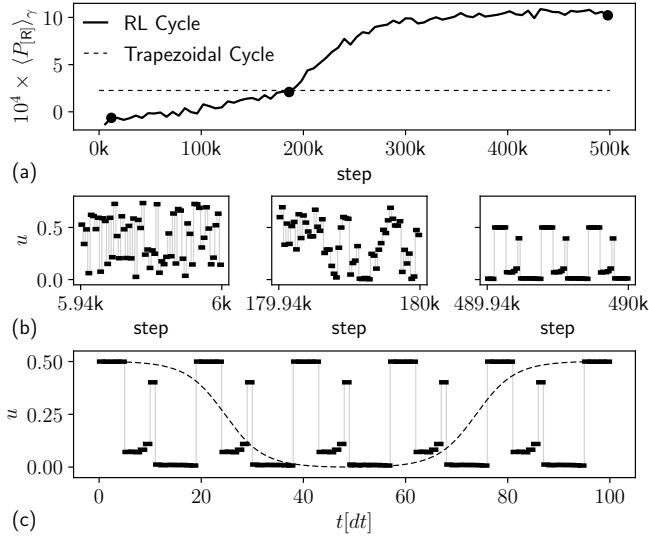 10
5
0
10⁴ × ⟨P[R]⟩γ
RL Cycle
Trapezoidal Cycle
0k 100k 200k 300k 400k 500k
(a) step
0.5
0.0
u
5.94k 6k 179.94k 180k 489.94k 490k
(b) step step step
0.50
0.25
0.00
u
0 20 40 60 80 100
(c) t[dt]